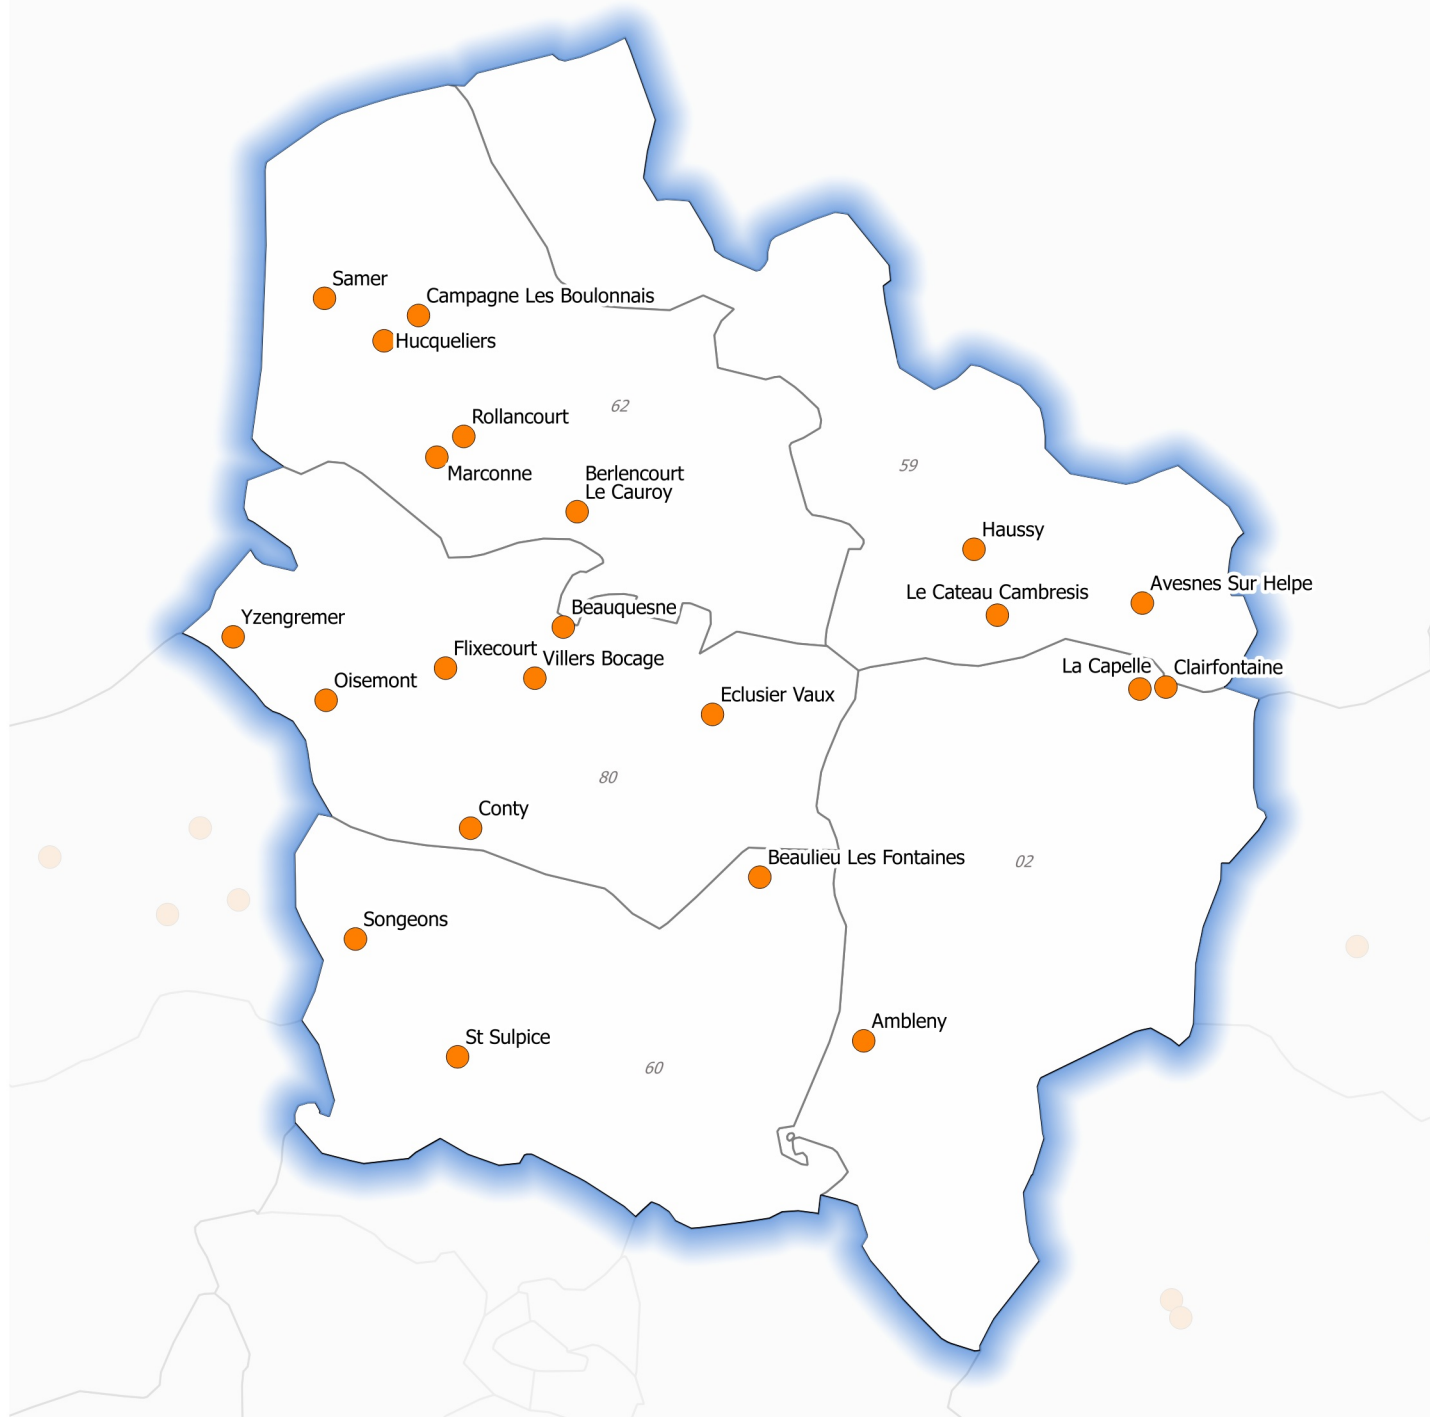 Samer
Campagne Les Boulonnais
Hucqueliers
62
Rollancourt
Marconne
59
Berlencourt
Le Cauroy
Haussy
Avesnes Sur Helpe
Le Cateau Cambresis
Beauquesne
Yzengremer
Flixecourt
Villers Bocage
La Capelle
Clairfontaine
Oisemont
Eclusier Vaux
80
Conty
Beaulieu Les Fontaines
02
Songeons
Ambleny
St Sulpice
60